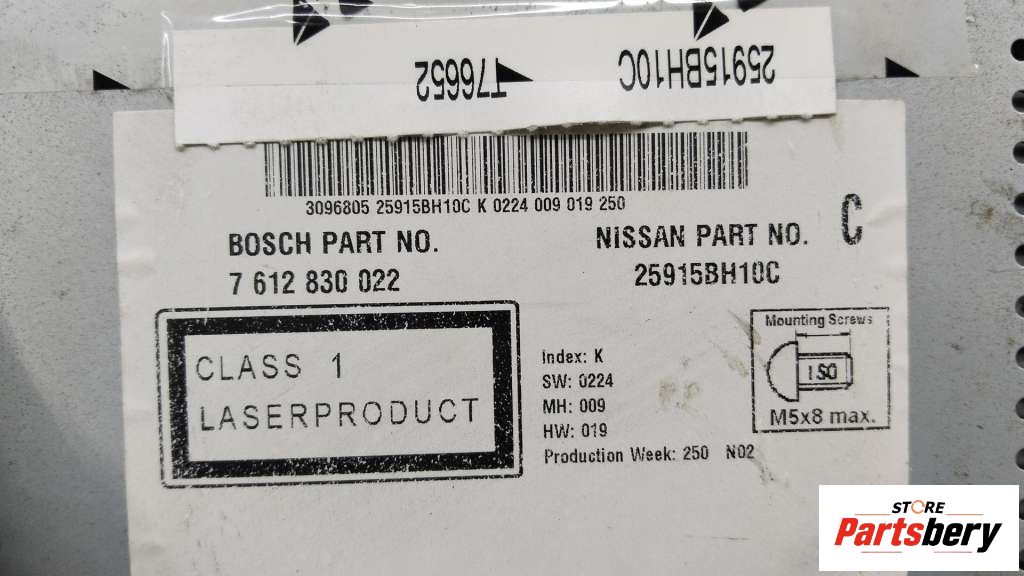 T76652 25915BH10C
3096805 25915BH10C K 0224 009 019 250
BOSCH PART NO.
7 612 830 022
NISSAN PART NO.
25915BH10C
C
CLASS 1
LASERPRODUCT
Index: K
SW: 0224
MH: 009
HW: 019
Production Week: 250 N02
Mounting Screws
ISO
M5x8 max.
STORE
Partsbery